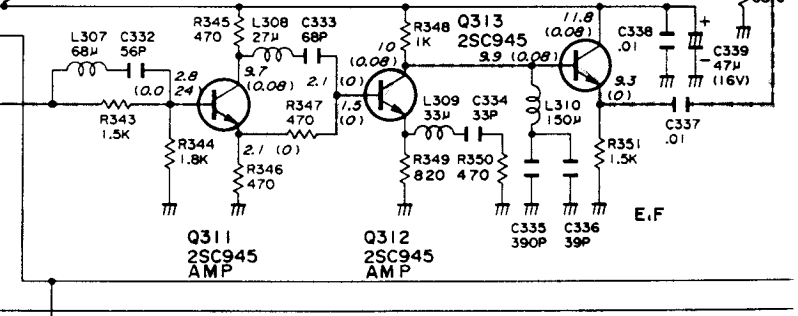 R345
470
L308
27μ
C333
68P
R348
1K
Q313
2SC945
11.8
(0.08)
C338
.01
+
-
C339
47μ
(16V)
L307
68μ
C332
56P
2.8
(0.0
24)
9.7
(0.08)
2.1 (0)
10
(0.08)
9.9 (0.08)
9.3
(0)
R343
1.5K
R344
1.8K
R347
470
1.5
(0)
L309
33μ
C334
33P
L310
150μ
C337
.01
2.1 (0)
R346
470
R349
820
R350
470
R351
1.5K
C335
390P
C336
39P
E.F
Q311
2SC945
AMP
Q312
2SC945
AMP